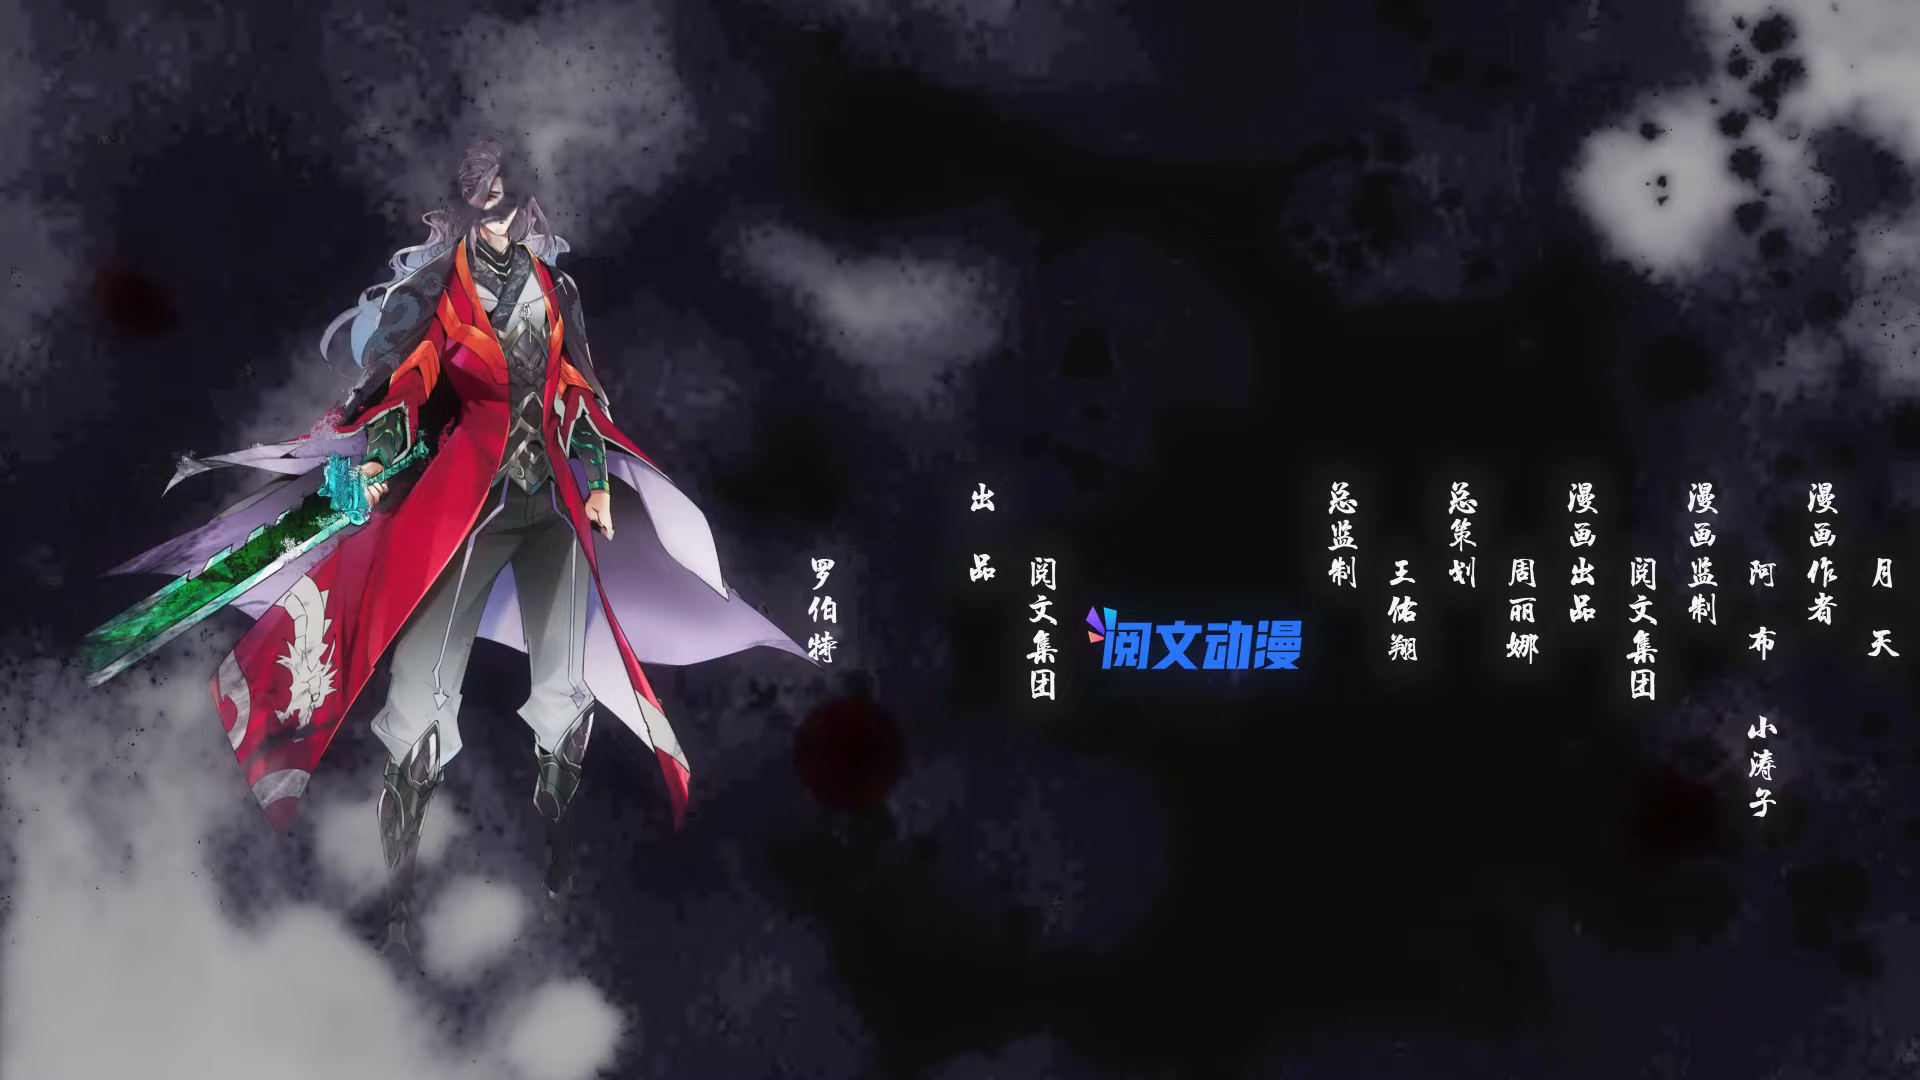 罗伯特
出品
阅文集团
阅文动漫
总监制
王佑翔
总策划
周丽娜
漫画出品
阅文集团
漫画监制
阿布
小涛子
漫画作者
月天